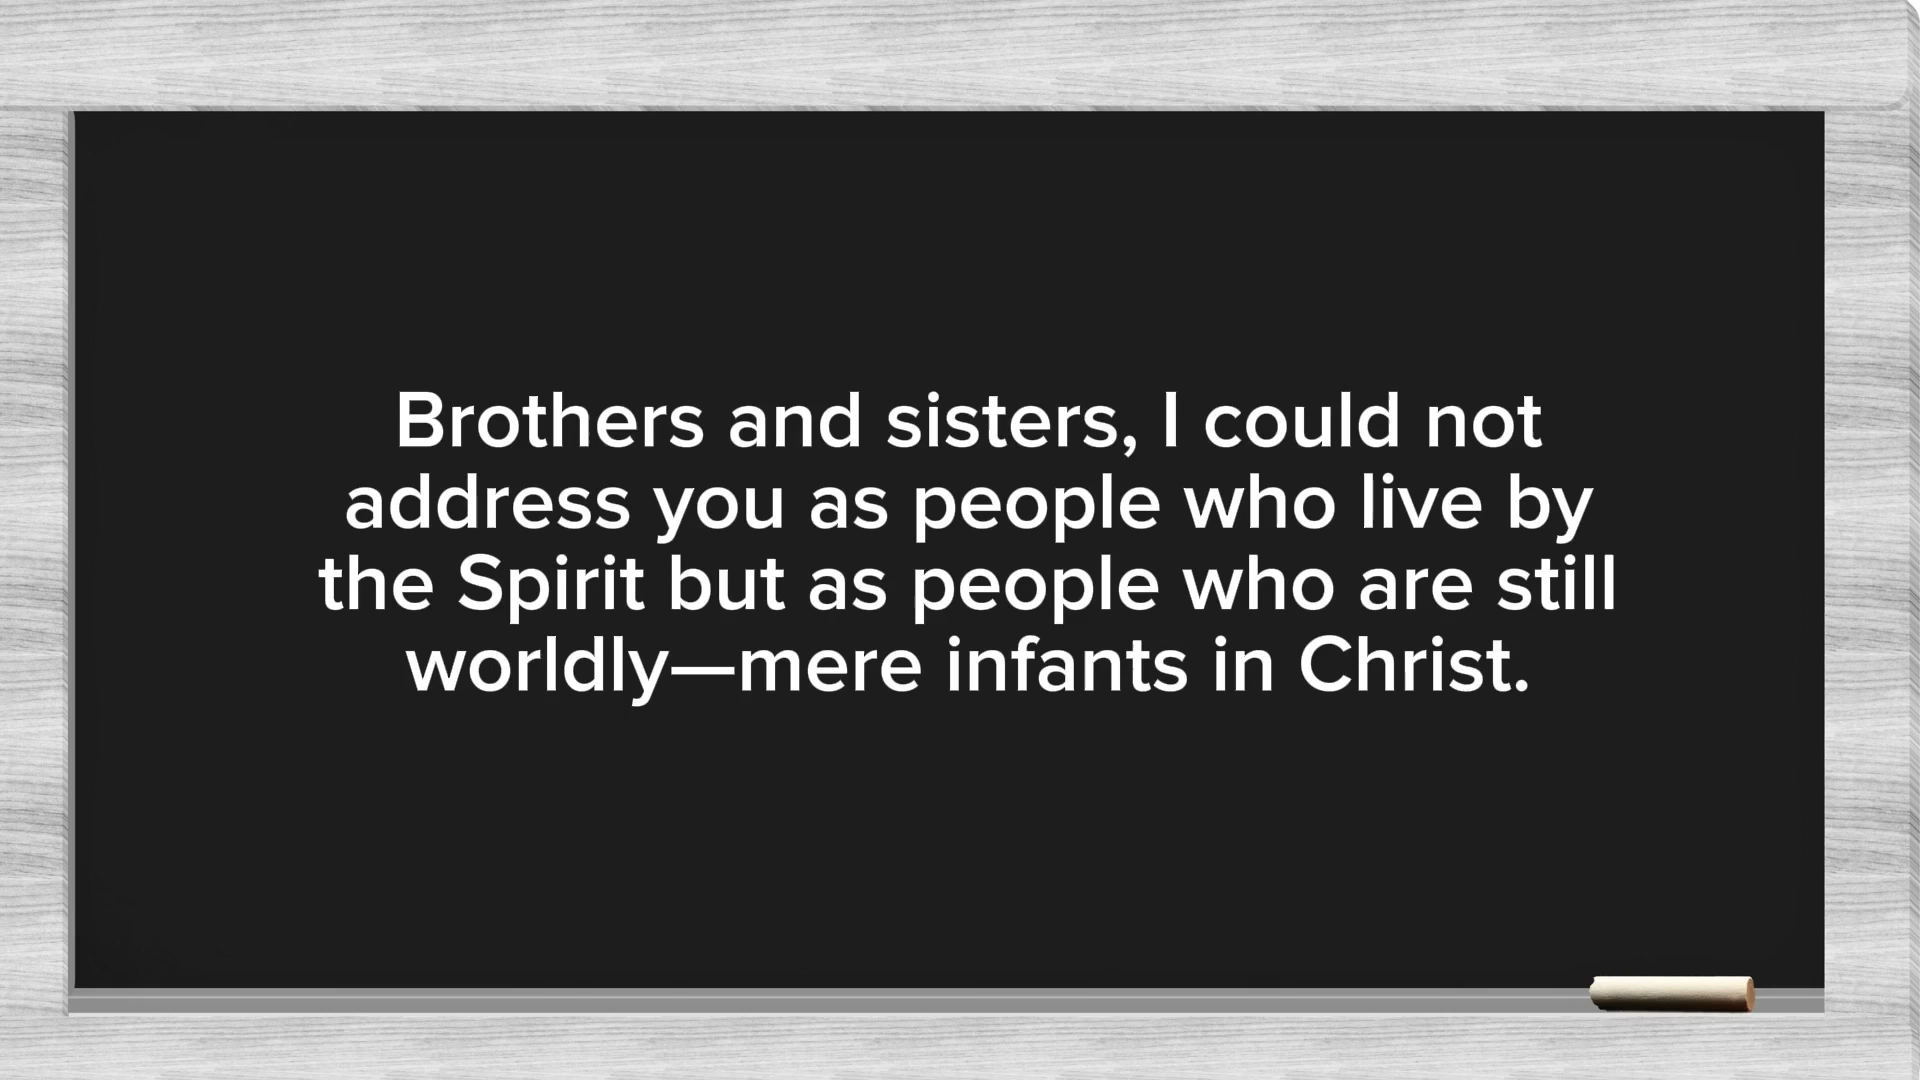 Brothers and sisters, I could not
address you as people who live by
the Spirit but as people who are still
worldly—mere infants in Christ.